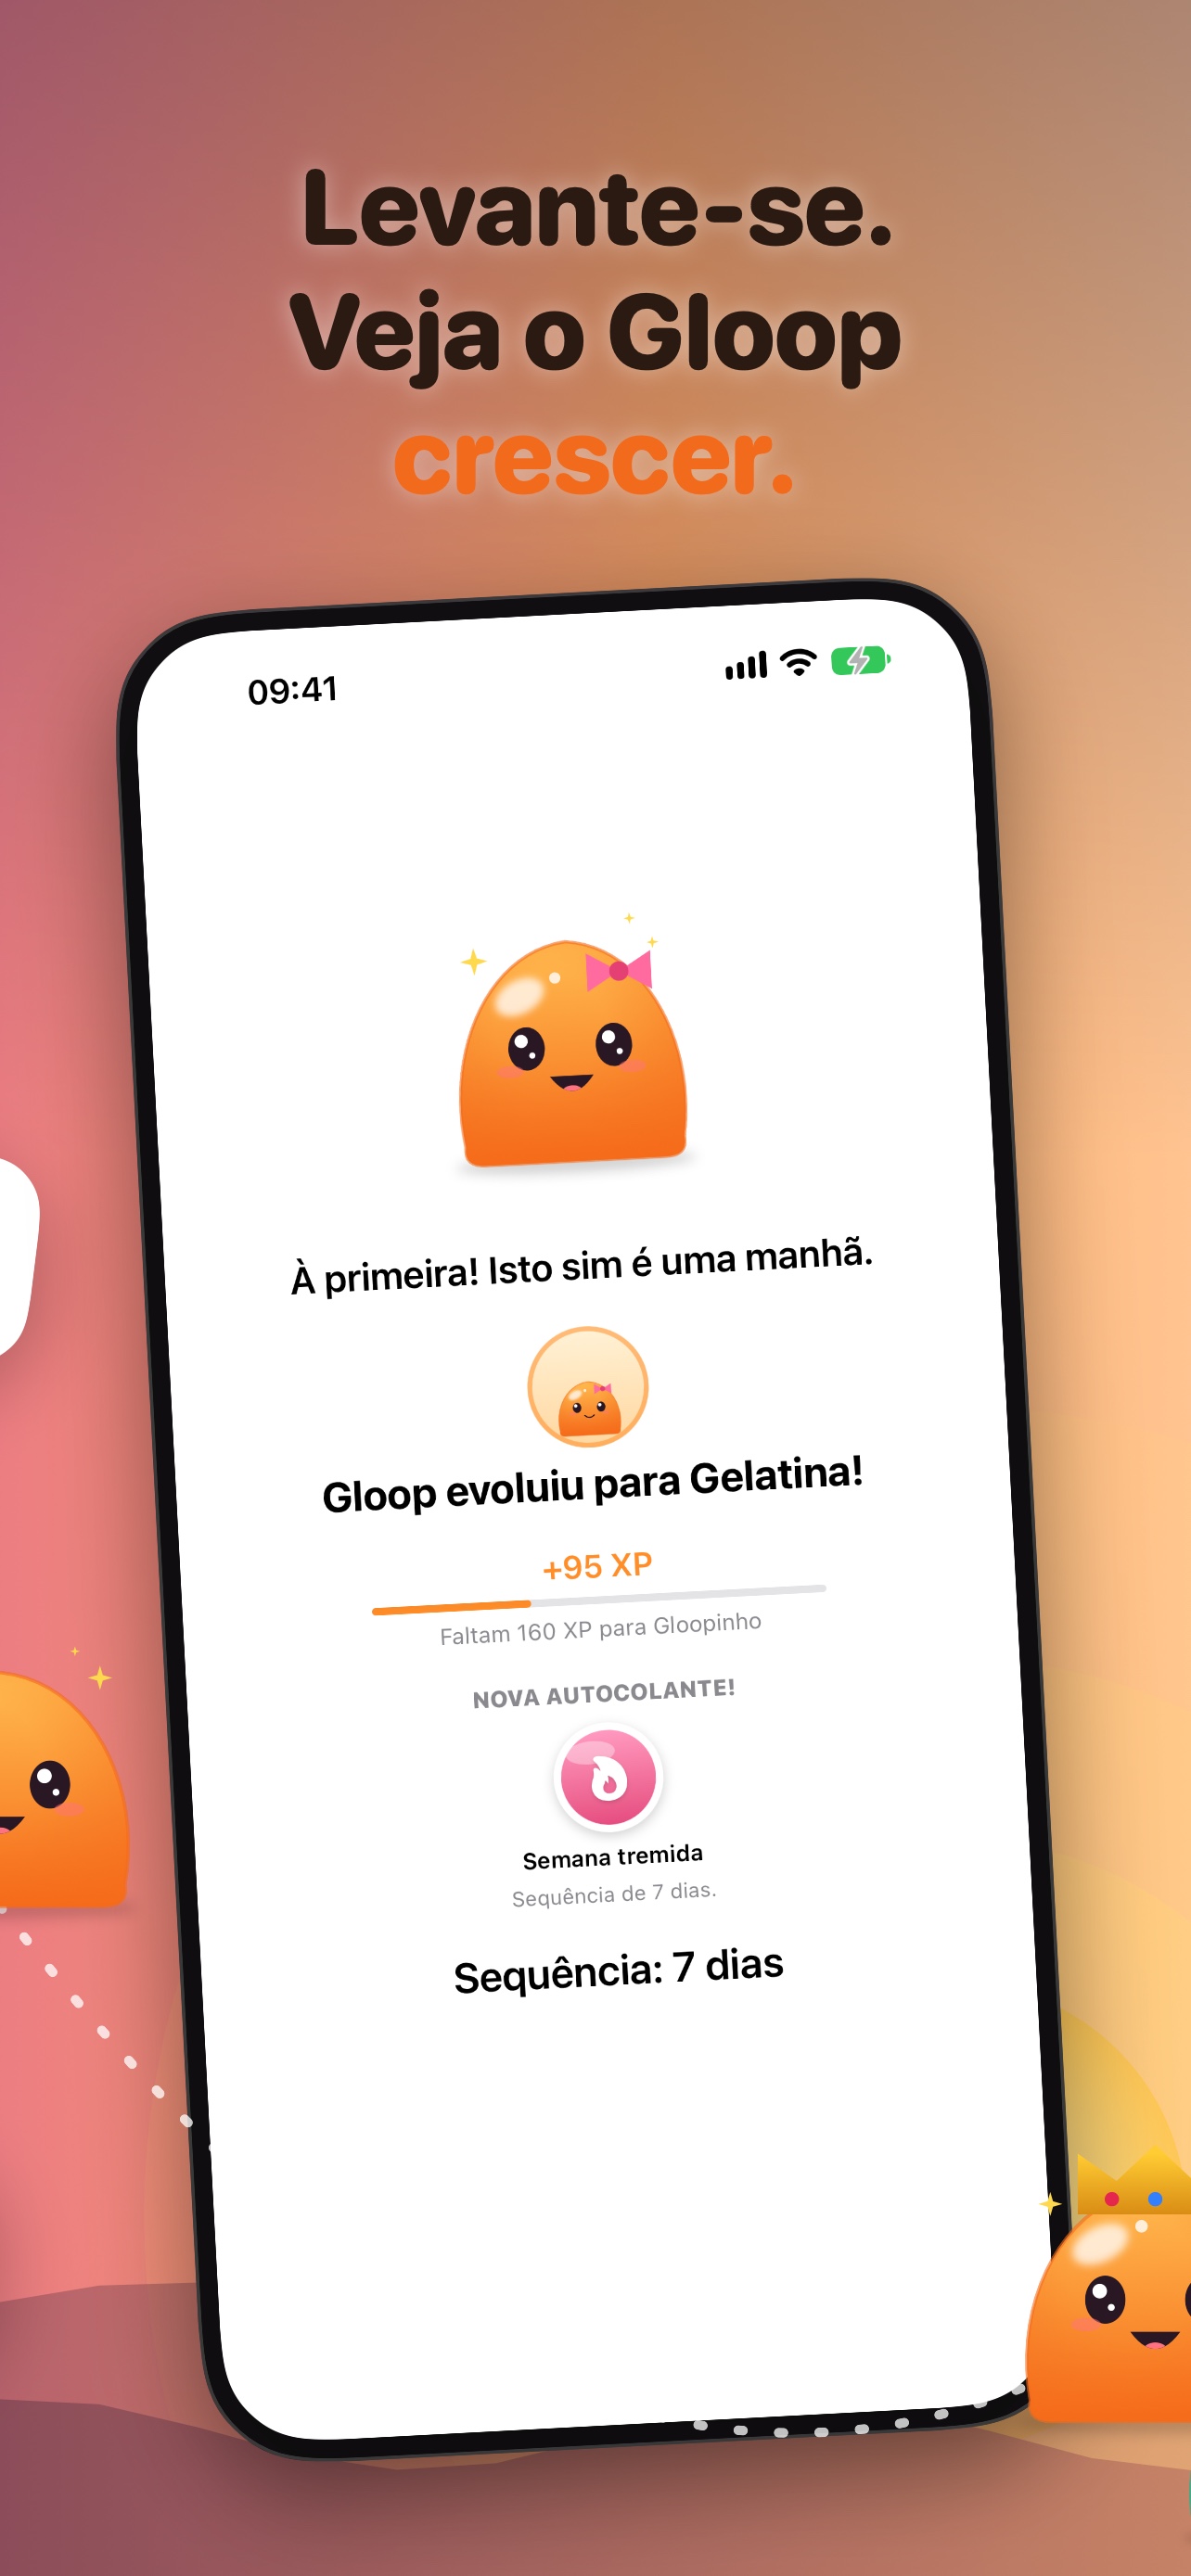 Levante-se.
Veja o Gloop
crescer.
09:41
À primeira! Isto sim é uma manhã.
Gloop evoluiu para Gelatina!
+95 XP
Faltam 160 XP para Gloopinho
NOVA AUTOCOLANTE!
Semana tremida
Sequência de 7 dias.
Sequência: 7 dias